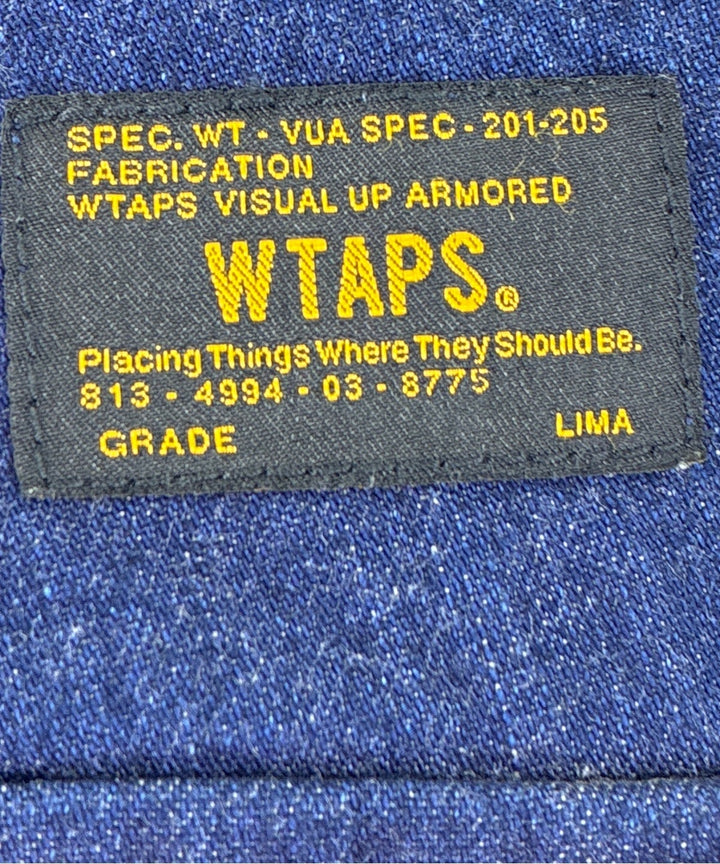 SPEC. WT - VUA SPEC - 201-205
FABRICATION
WTAPS VISUAL UP ARMORED
WTAPS®
Placing Things Where They Should Be.
813 - 4994 - 03 - 8775
GRADE LIMA